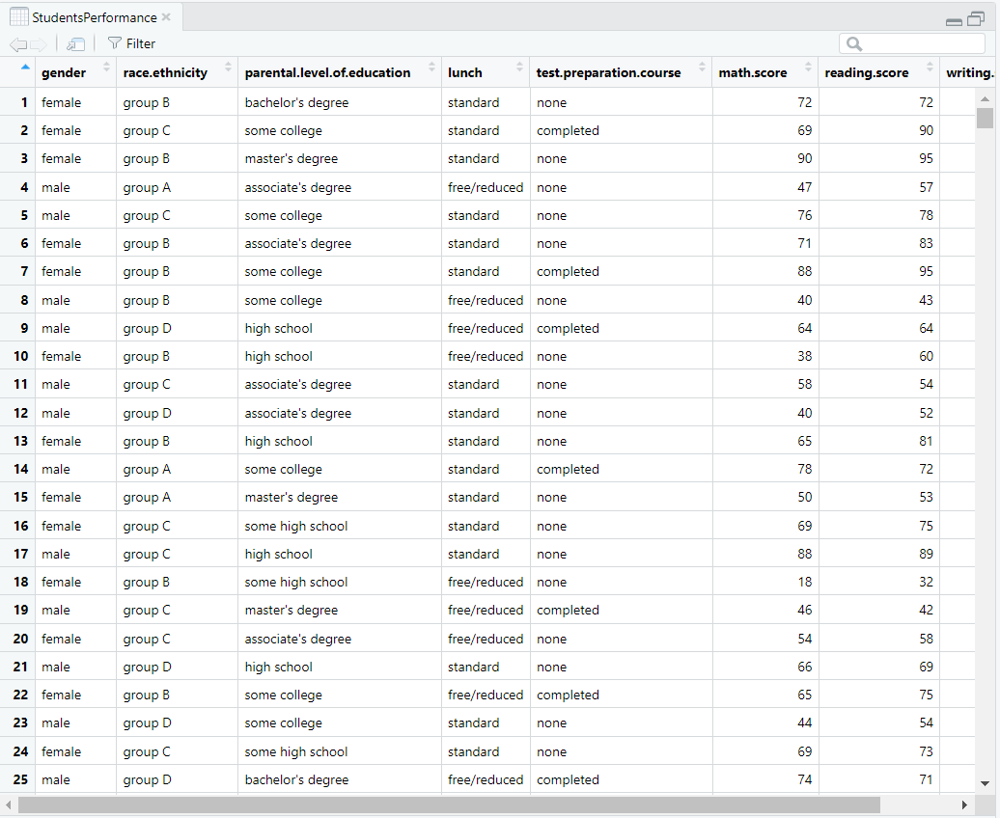 StudentsPerformance
Filter
gender race.ethnicity parental.level.of.education lunch test.preparation.course math.score reading.score writing.
1 female group B bachelor's degree standard none 72 72
2 female group C some college standard completed 69 90
3 female group B master's degree standard none 90 95
4 male group A associate's degree free/reduced none 47 57
5 male group C some college standard none 76 78
6 female group B associate's degree standard none 71 83
7 female group B some college standard completed 88 95
8 male group B some college free/reduced none 40 43
9 male group D high school free/reduced completed 64 64
10 female group B high school free/reduced none 38 60
11 male group C associate's degree standard none 58 54
12 male group D associate's degree standard none 40 52
13 female group B high school standard none 65 81
14 male group A some college standard completed 78 72
15 female group A master's degree standard none 50 53
16 female group C some high school standard none 69 75
17 male group C high school standard none 88 89
18 female group B some high school free/reduced none 18 32
19 male group C master's degree free/reduced completed 46 42
20 female group C associate's degree free/reduced none 54 58
21 male group D high school standard none 66 69
22 female group B some college free/reduced completed 65 75
23 male group D some college standard none 44 54
24 female group C some high school standard none 69 73
25 male group D bachelor's degree free/reduced completed 74 71